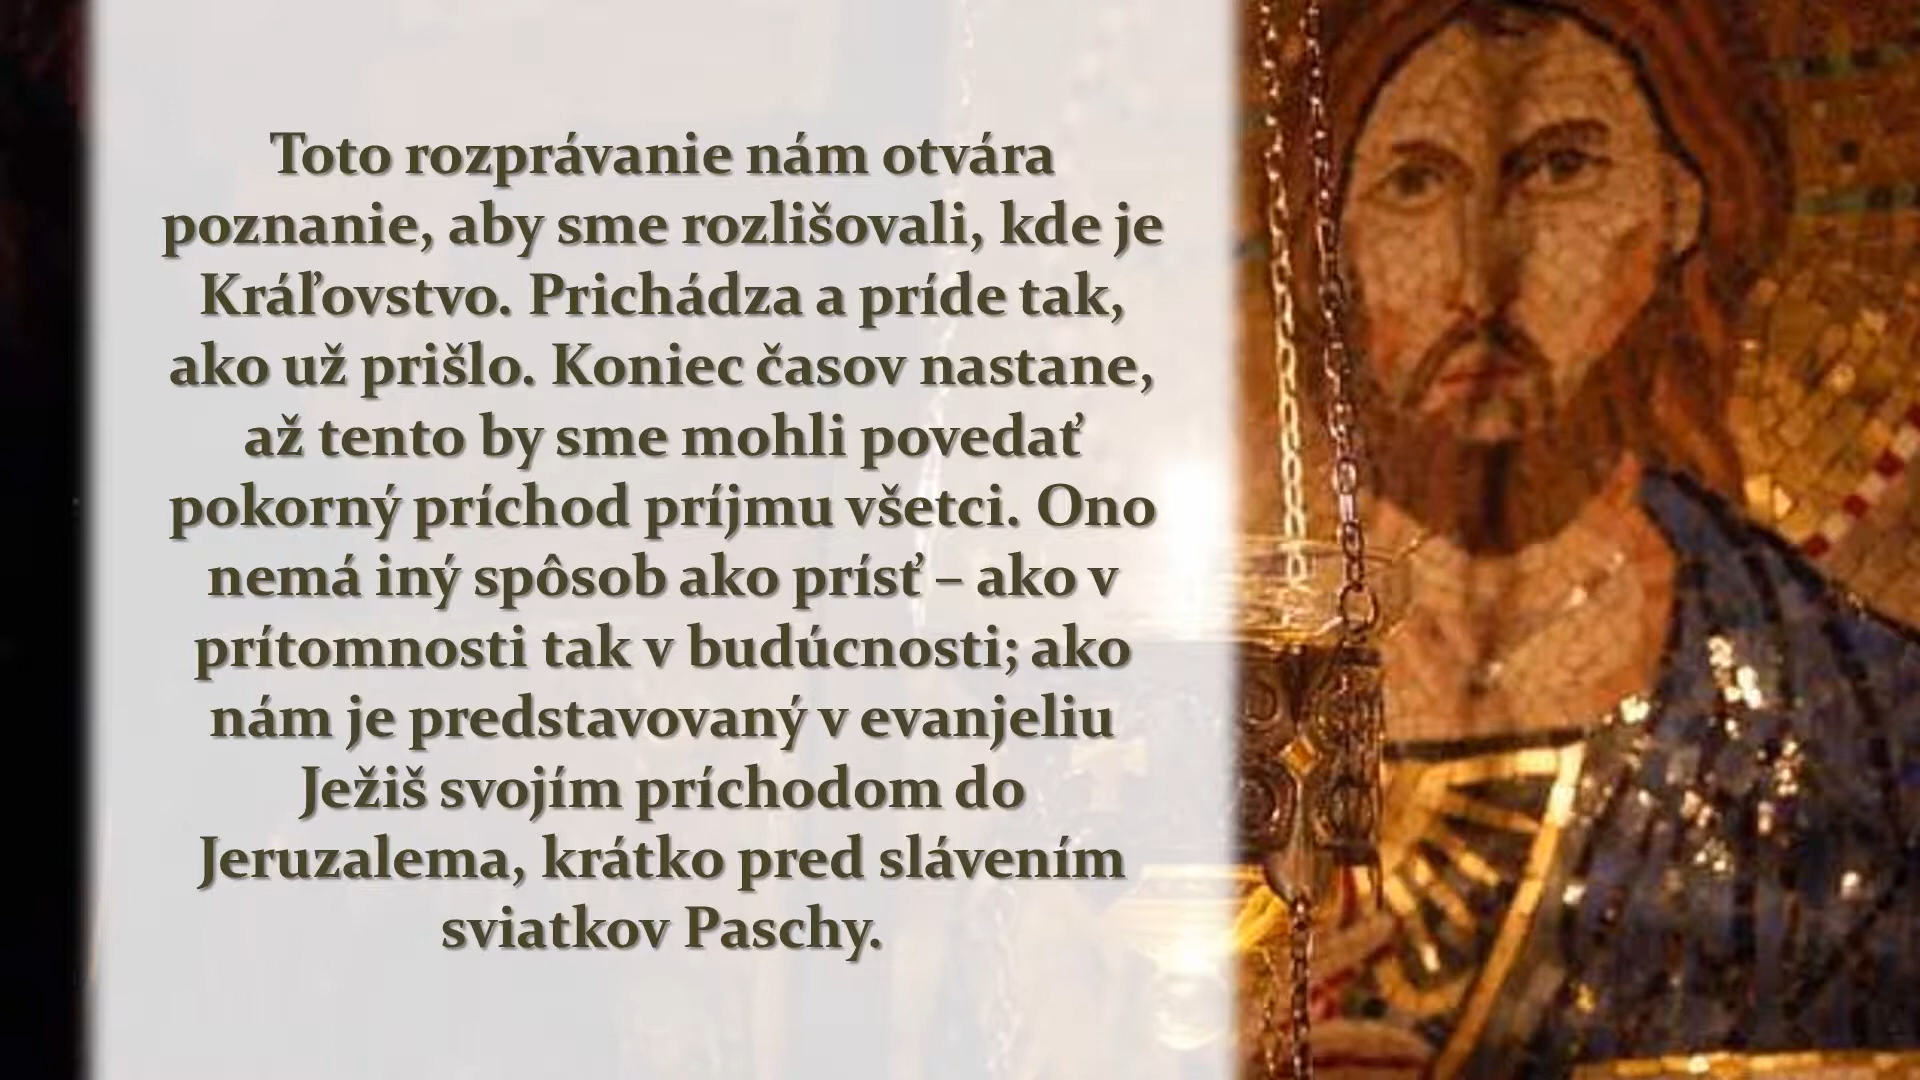 Toto rozprávanie nám otvára
poznanie, aby sme rozlišovali, kde je
Kráľovstvo. Prichádza a príde tak,
ako už prišlo. Koniec časov nastane,
až tento by sme mohli povedať
pokorný príchod príjmu všetci. Ono
nemá iný spôsob ako prísť – ako v
prítomnosti tak v budúcnosti; ako
nám je predstavovaný v evanjeliu
Ježiš svojím príchodom do
Jeruzalema, krátko pred slávením
sviatkov Paschy.